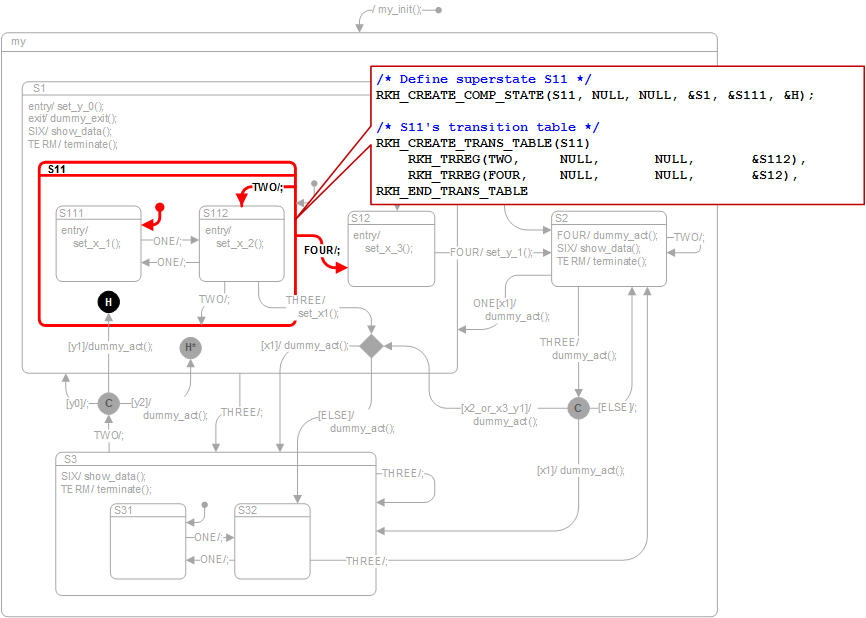 / my_init();
my
S1
entry/ set_y_0();
exit/ dummy_exit();
SIX/ show_data();
TERM/ terminate();
/* Define superstate S11 */
RKH_CREATE_COMP_STATE(S11, NULL, NULL, &S1, &S111, &H);
/* S11's transition table */
RKH_CREATE_TRANS_TABLE(S11)
RKH_TRREG(TWO, NULL, NULL, &S112),
RKH_TRREG(FOUR, NULL, NULL, &S12),
RKH_END_TRANS_TABLE
S11
TWO/;
S111
entry/
set_x_1();
ONE/;
ONE/;
S112
entry/
set_x_2();
FOUR/;
S12
entry/
set_x_3();
FOUR/ set_y_1();
S2
FOUR/ dummy_act();
SIX/ show_data();
TERM/ terminate();
TWO/;
TWO/;
THREE/
set_x1();
ONE[x1]/
dummy_act();
H
[y1]/dummy_act();
H*
[x1]/ dummy_act();
THREE/
dummy_act();
[y0]/;
C
[y2]/
dummy_act();
THREE/;
[ELSE]/
dummy_act();
[x2_or_x3_y1]/
dummy_act();
C
[ELSE]/;
TWO/;
S3
SIX/ show_data();
TERM/ terminate();
THREE/;
[x1]/ dummy_act();
S31
ONE/;
ONE/;
S32
THREE/;